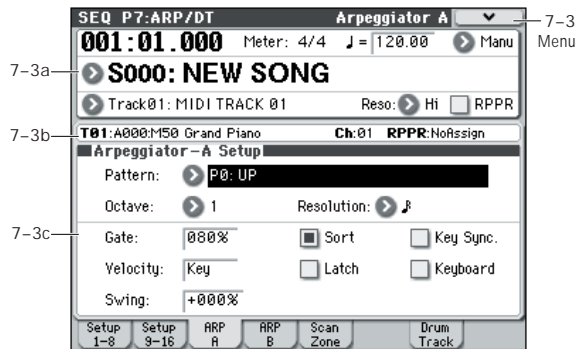 SEQ P7:ARP/DT Arpeggiator A
7–3
Menu
001:01.000 Meter: 4/4 ♩= 120.00 Manu
7–3a
S000: NEW SONG
Track01: MIDI TRACK 01 Reso: Hi RPPR
7–3b
T01:A000:M50 Grand Piano Ch:01 RPPR:NoAssign
Arpeggiator-A Setup
Pattern: P0: UP
Octave: 1 Resolution: ♪
7–3c
Gate: 080% Sort Key Sync.
Velocity: Key Latch Keyboard
Swing: +000%
Setup 1-8 Setup 9-16 ARP A ARP B Scan Zone Drum Track